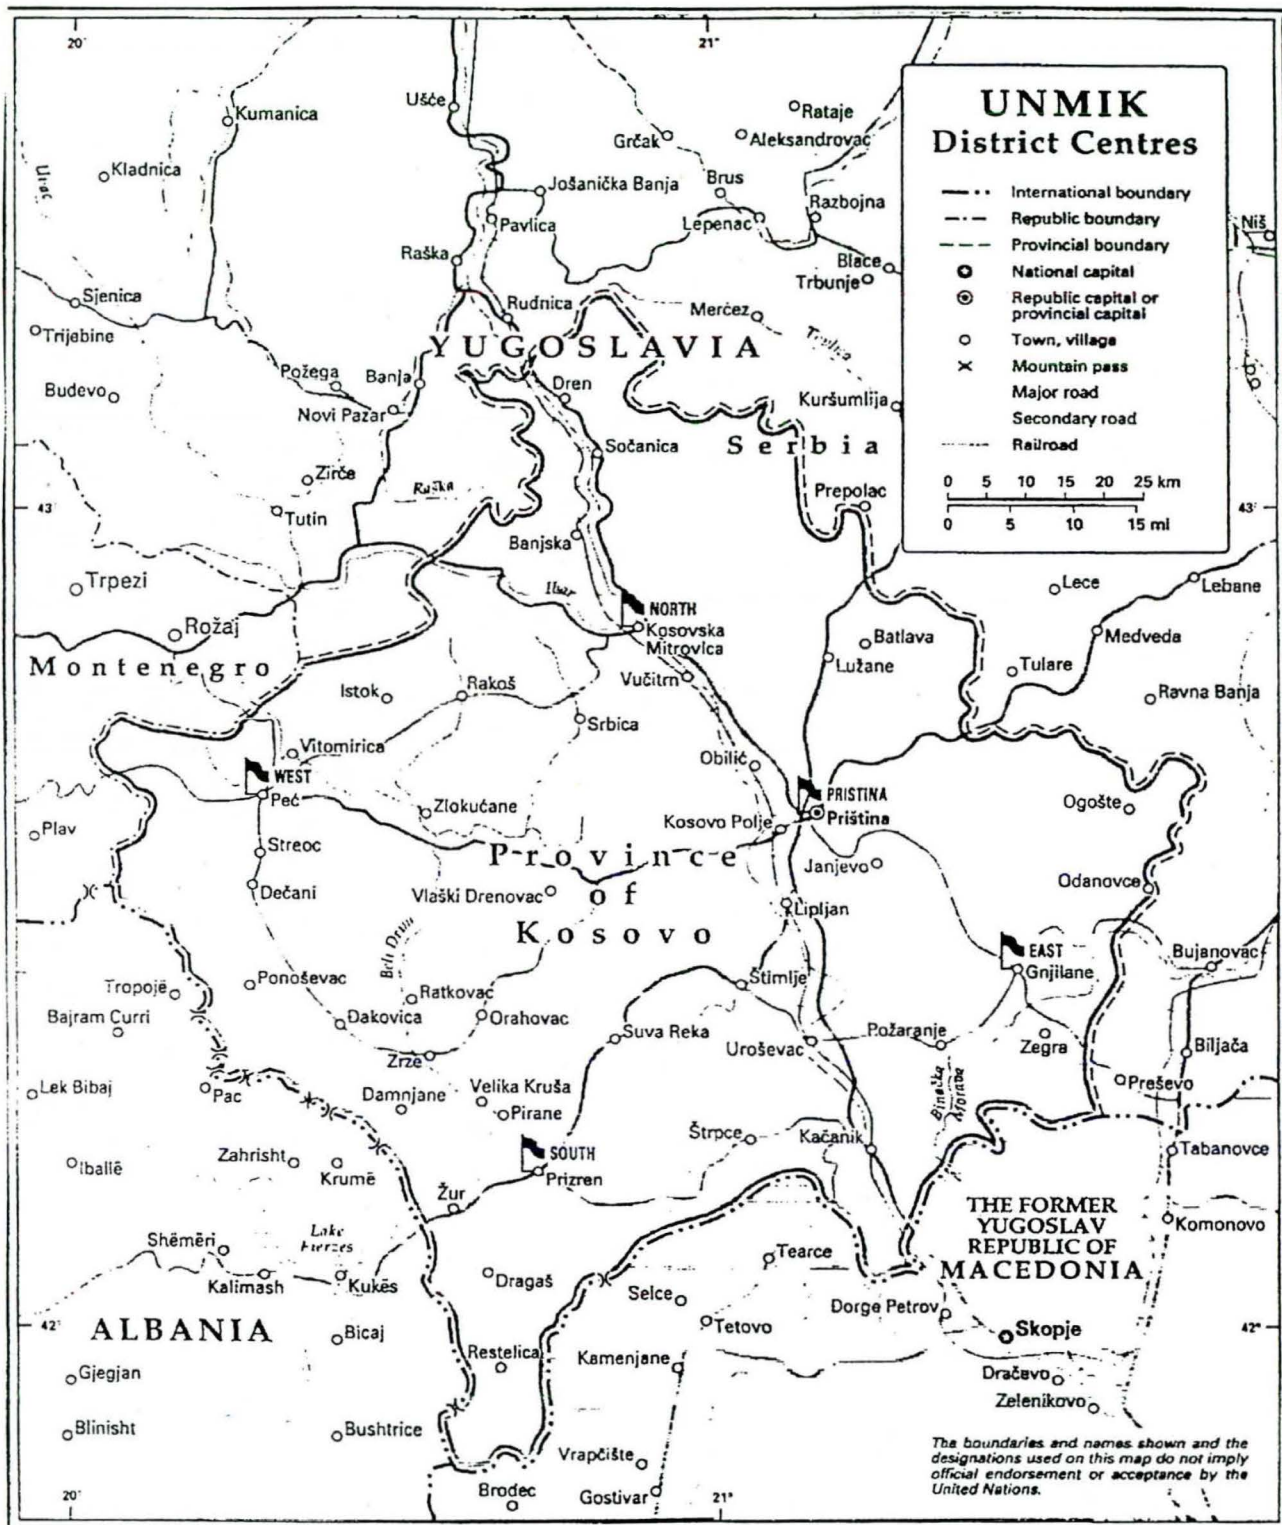 20°
21°
UNMIK
District Centres
International boundary
Republic boundary
Provincial boundary
National capital
Republic capital or
provincial capital
Town, village
Mountain pass
Major road
Secondary road
Railroad
0 5 10 15 20 25 km
0 5 10 15 mi
Kumanica
Ušće
Rataje
Grčak
Aleksandrovac
Kladnica
Jošanička Banja
Brus
Razbojna
Pavlica
Lepenac
Niš
Raška
Blace
Trbunje
Sjenica
Rudnica
Merćez
Trijebine
YUGOSLAVIA
Požega
Banja
Dren
Budevo
Novi Pazar
Kuršumlija
Sočanica
Serbia
Zirče
Raška
Prepolac
43°
43°
Tutin
Banjska
Trpezi
Ibar
Lece
Lebane
NORTH
Rožaj
Kosovska
Mitrovica
Batlava
Medveda
Montenegro
Vučitrn
Lužane
Tulare
Istok
Rakoš
Ravna Banja
Srbica
Vitomirica
Obilić
WEST
Peć
PRISTINA
Priština
Zlokućane
Ogošte
Plav
Kosovo Polje
Streoc
Province
of
Kosovo
Janjevo
Dečani
Vlaški Drenovac
Odanovce
Lipljan
Beli Drim
EAST
Gnjilane
Bujanovac
Tropojë
Ponoševac
Štimlje
Ratkovac
Bajram Curri
Đakovica
Orahovac
Suva Reka
Požaranje
Uroševac
Zegra
Biljača
Zrze
Lek Bibaj
Pac
Damnjane
Velika Kruša
Pirane
Binačka
Morava
Preševo
Štrpce
Kačanik
SOUTH
Prizren
Iballë
Zahrisht
Krumë
Tabanovce
Žur
THE FORMER
YUGOSLAV
REPUBLIC OF
MACEDONIA
Komonovo
Shëmëri
Lake
Fierzes
Tearce
Kalimash
Kukës
Dragaš
Selce
Dorge Petrov
42°
ALBANIA
Bicaj
Tetovo
Skopje
42°
Restelica
Kamenjane
Gjegjan
Dračevo
Zelenikovo
Blinisht
Bushtrice
Vrapčište
The boundaries and names shown and the
designations used on this map do not imply
official endorsement or acceptance by the
United Nations.
20°
Brodec
Gostivar
21°